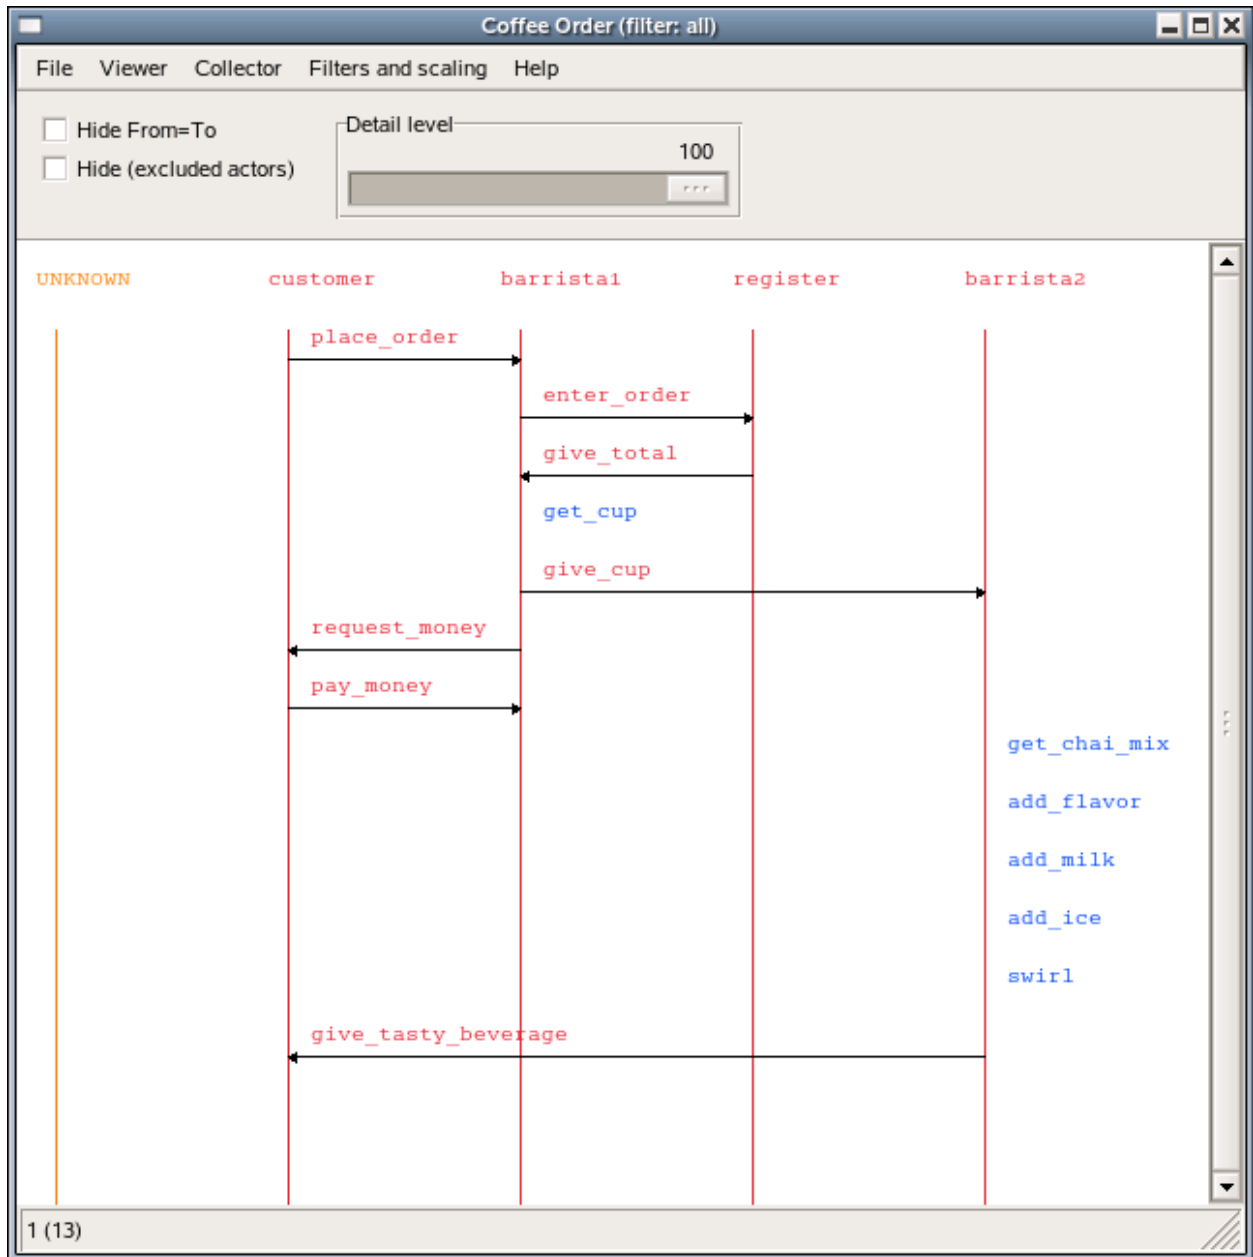 Coffee Order (filter: all)
File Viewer Collector Filters and scaling Help
Hide From=To
Hide (excluded actors)
Detail level
100
UNKNOWN customer barrista1 register barrista2
place_order
enter_order
give_total
get_cup
give_cup
request_money
pay_money
get_chai_mix
add_flavor
add_milk
add_ice
swirl
give_tasty_beverage
1 (13)